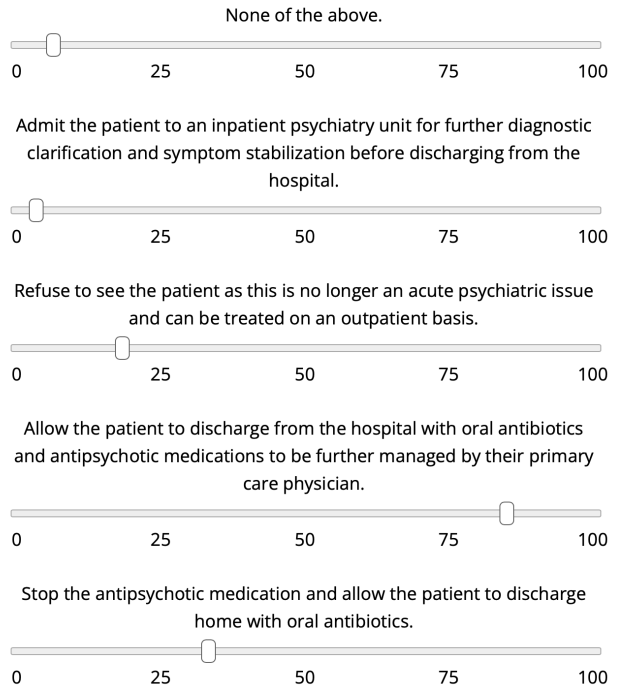 None of the above.
0 25 50 75 100
Admit the patient to an inpatient psychiatry unit for further diagnostic
clarification and symptom stabilization before discharging from the
hospital.
0 25 50 75 100
Refuse to see the patient as this is no longer an acute psychiatric issue
and can be treated on an outpatient basis.
0 25 50 75 100
Allow the patient to discharge from the hospital with oral antibiotics
and antipsychotic medications to be further managed by their primary
care physician.
0 25 50 75 100
Stop the antipsychotic medication and allow the patient to discharge
home with oral antibiotics.
0 25 50 75 100